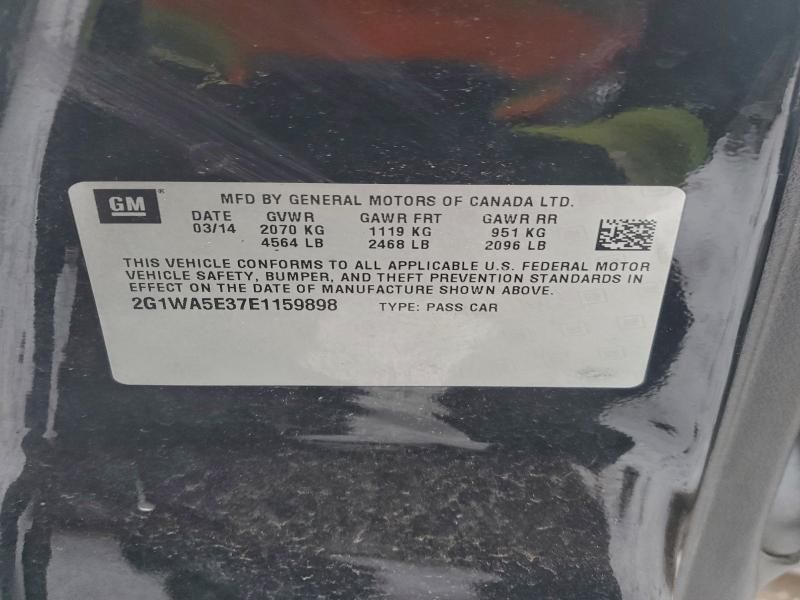 GM ® MFD BY GENERAL MOTORS OF CANADA LTD.
DATE GVWR GAWR FRT GAWR RR
03/14 2070 KG 1119 KG 951 KG
4564 LB 2468 LB 2096 LB
THIS VEHICLE CONFORMS TO ALL APPLICABLE U.S. FEDERAL MOTOR
VEHICLE SAFETY, BUMPER, AND THEFT PREVENTION STANDARDS IN
EFFECT ON THE DATE OF MANUFACTURE SHOWN ABOVE.
2G1WA5E37E1159898 TYPE: PASS CAR